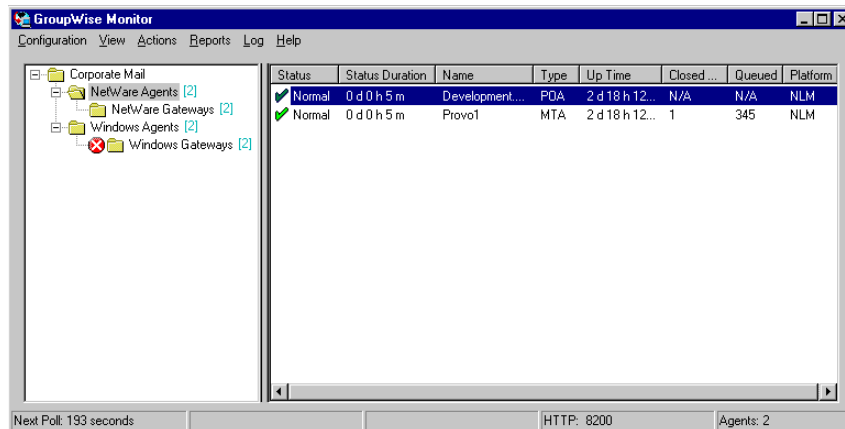 GroupWise Monitor
Configuration View Actions Reports Log Help
Corporate Mail
NetWare Agents [2]
NetWare Gateways [2]
Windows Agents [2]
Windows Gateways [2]
Status Status Duration Name Type Up Time Closed ... Queued Platform
Normal 0 d 0 h 5 m Development.... POA 2 d 18 h 12... N/A N/A NLM
Normal 0 d 0 h 5 m Provo1 MTA 2 d 18 h 12... 1 345 NLM
Next Poll: 193 seconds HTTP: 8200 Agents: 2